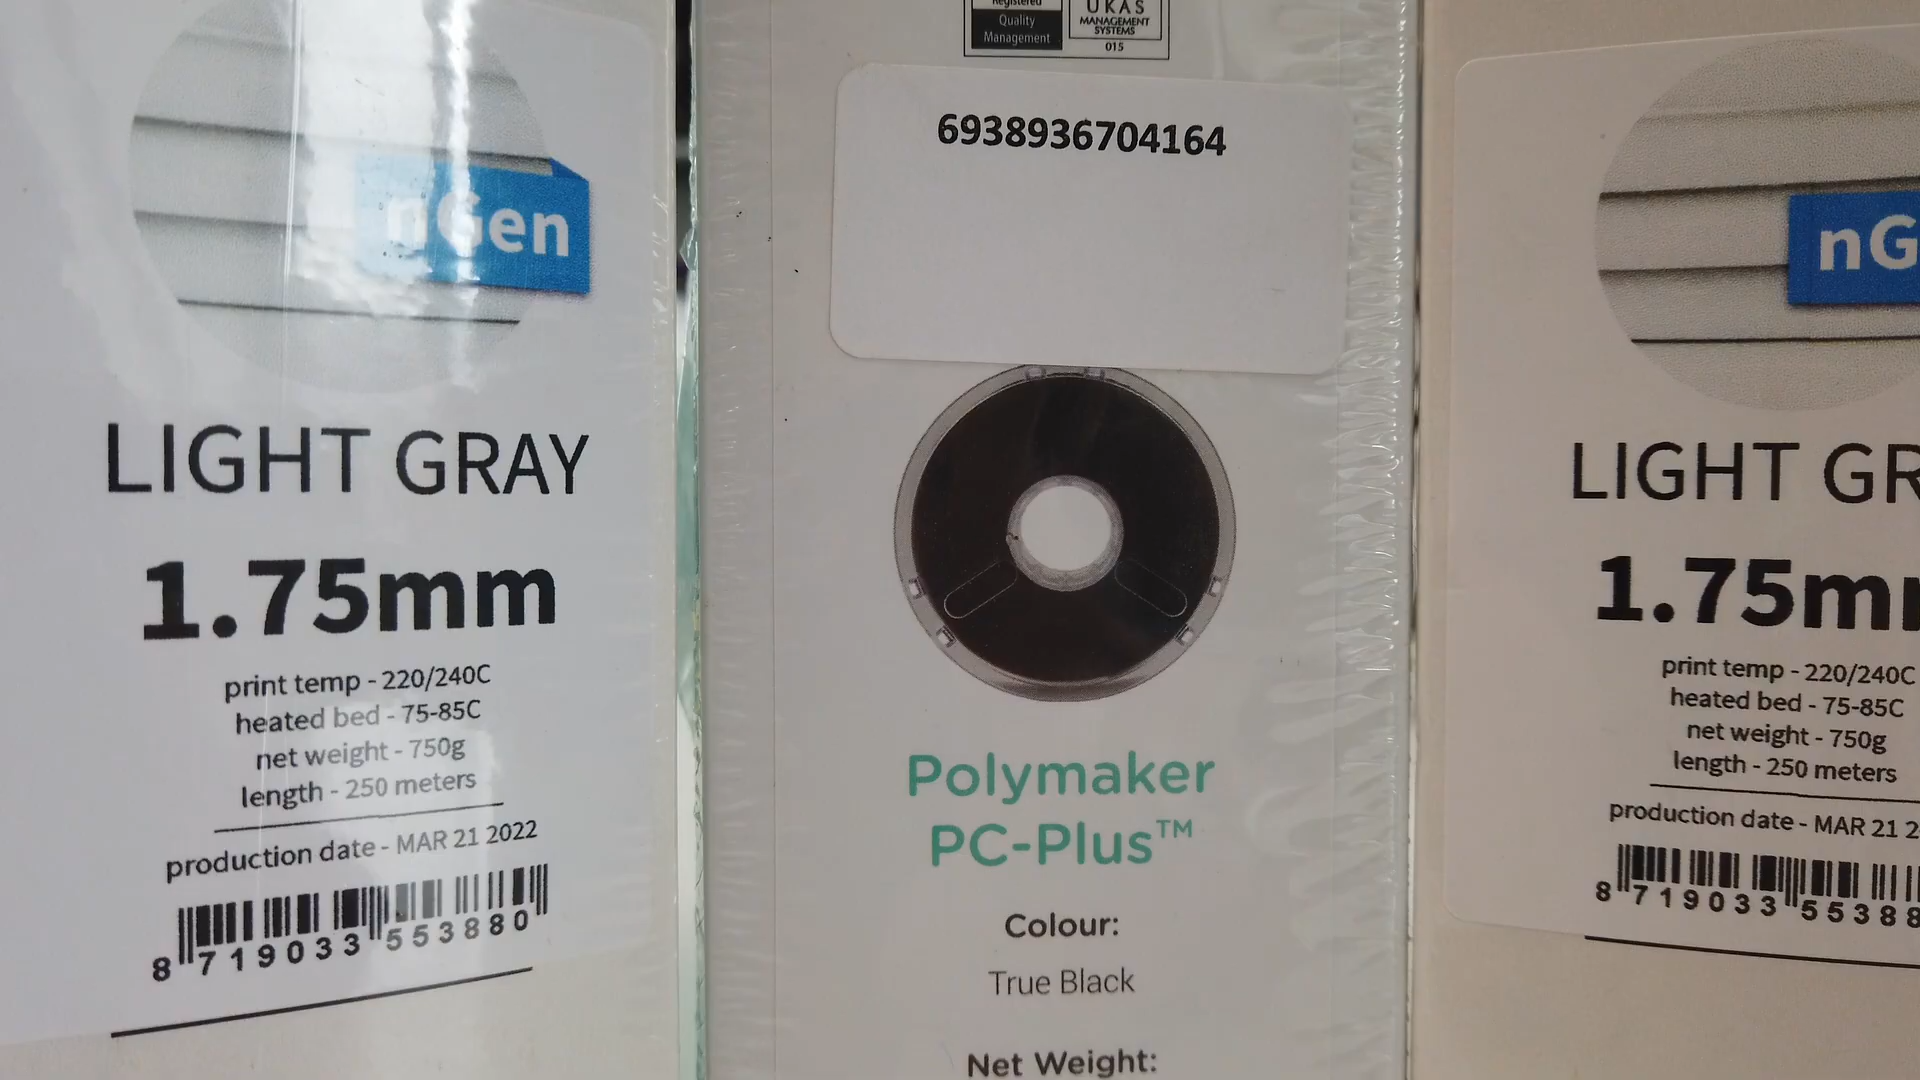 nGen
LIGHT GRAY
1.75mm
print temp - 220/240C
heated bed - 75-85C
net weight - 750g
length - 250 meters
production date - MAR 21 2022
8 719033 553880
Registered
Quality
Management
UKAS
MANAGEMENT
SYSTEMS
015
6938936704164
Polymaker
PC-Plus™
Colour:
True Black
Net Weight:
nG
LIGHT GR
1.75m
print temp - 220/240C
heated bed - 75-85C
net weight - 750g
length - 250 meters
production date - MAR 21 2
8 719033 55388